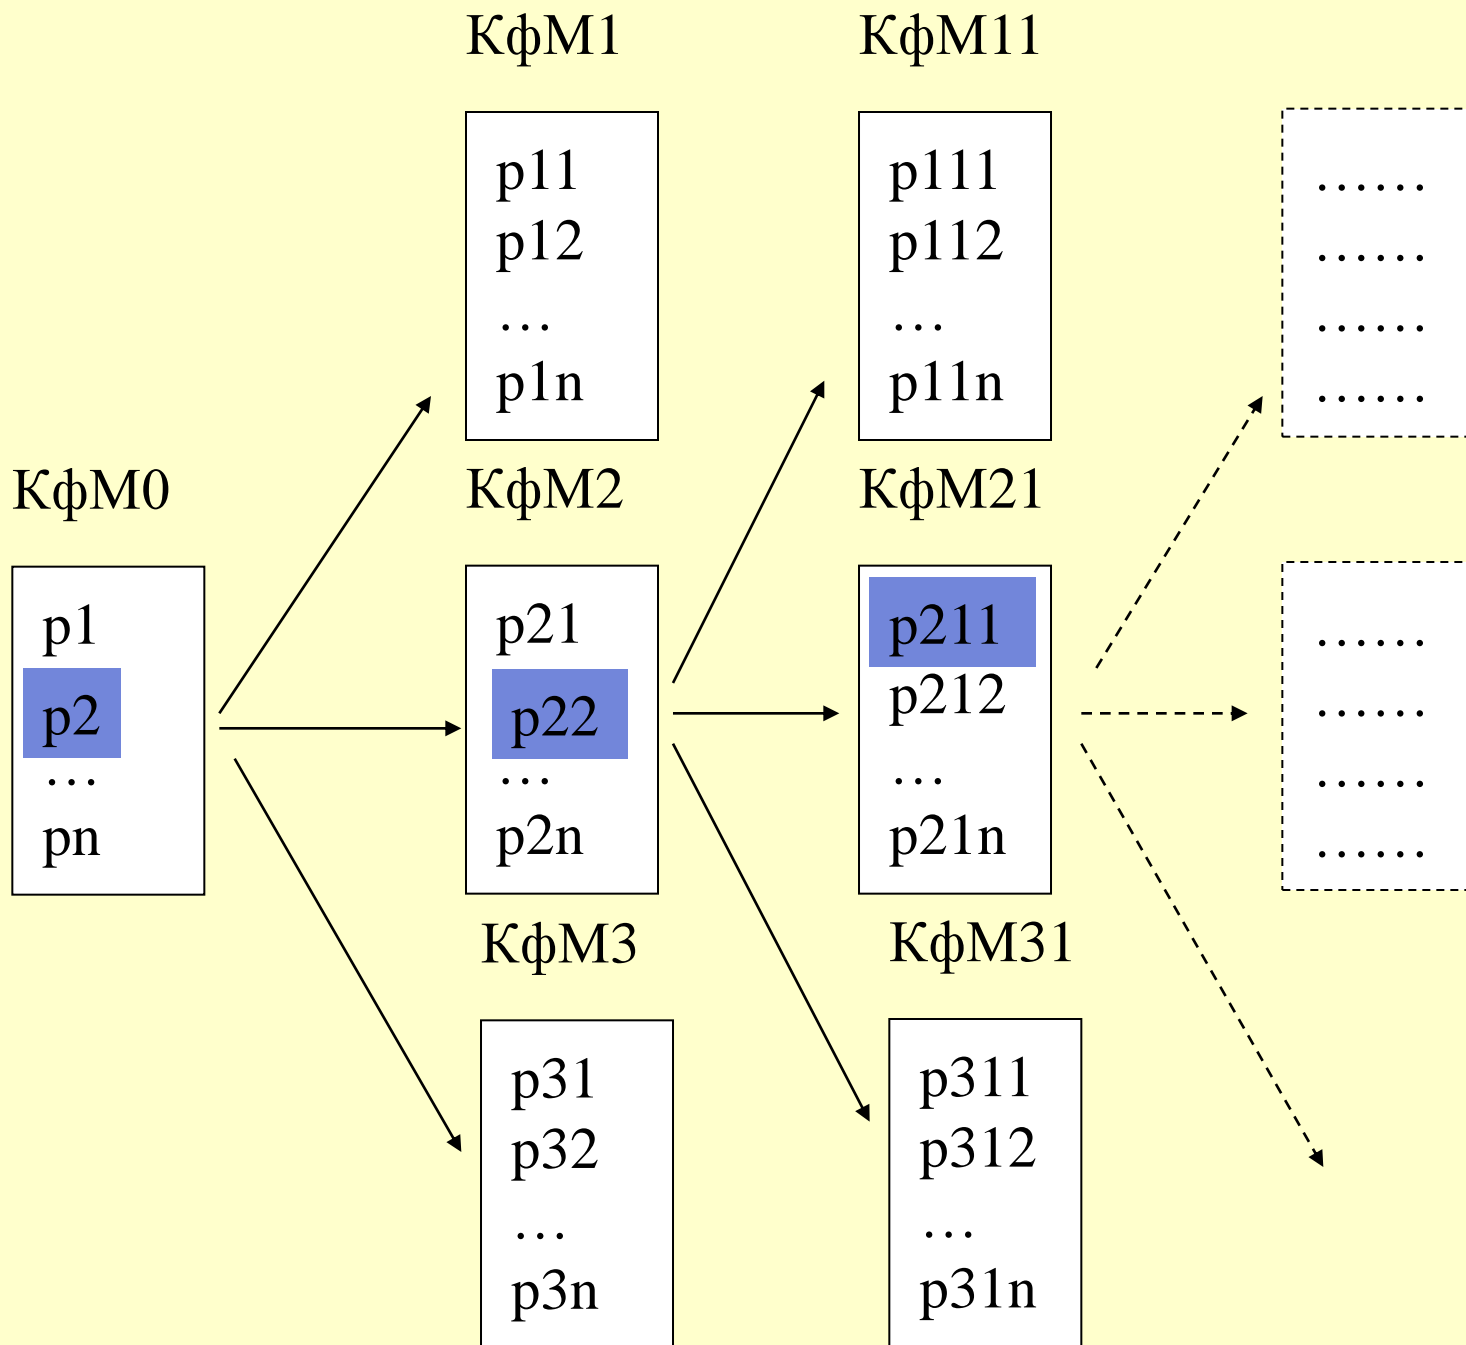 КфМ1
p11
p12
…
p1n
КфМ11
p111
p112
…
p11n
……
……
……
……
КфМ0
p1
p2
…
pn
КфМ2
p21
p22
…
p2n
КфМ21
p211
p212
…
p21n
……
……
……
……
КфМ3
p31
p32
…
p3n
КфМ31
p311
p312
…
p31n